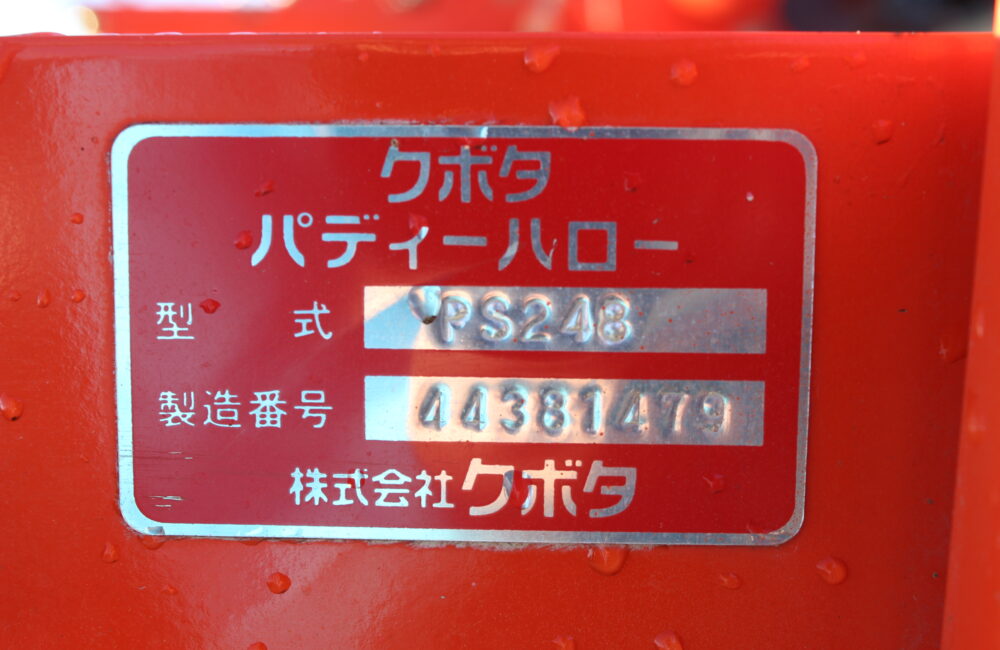 クボタ
パディーハロー
型式 PS248
製造番号 44381479
株式会社クボタ